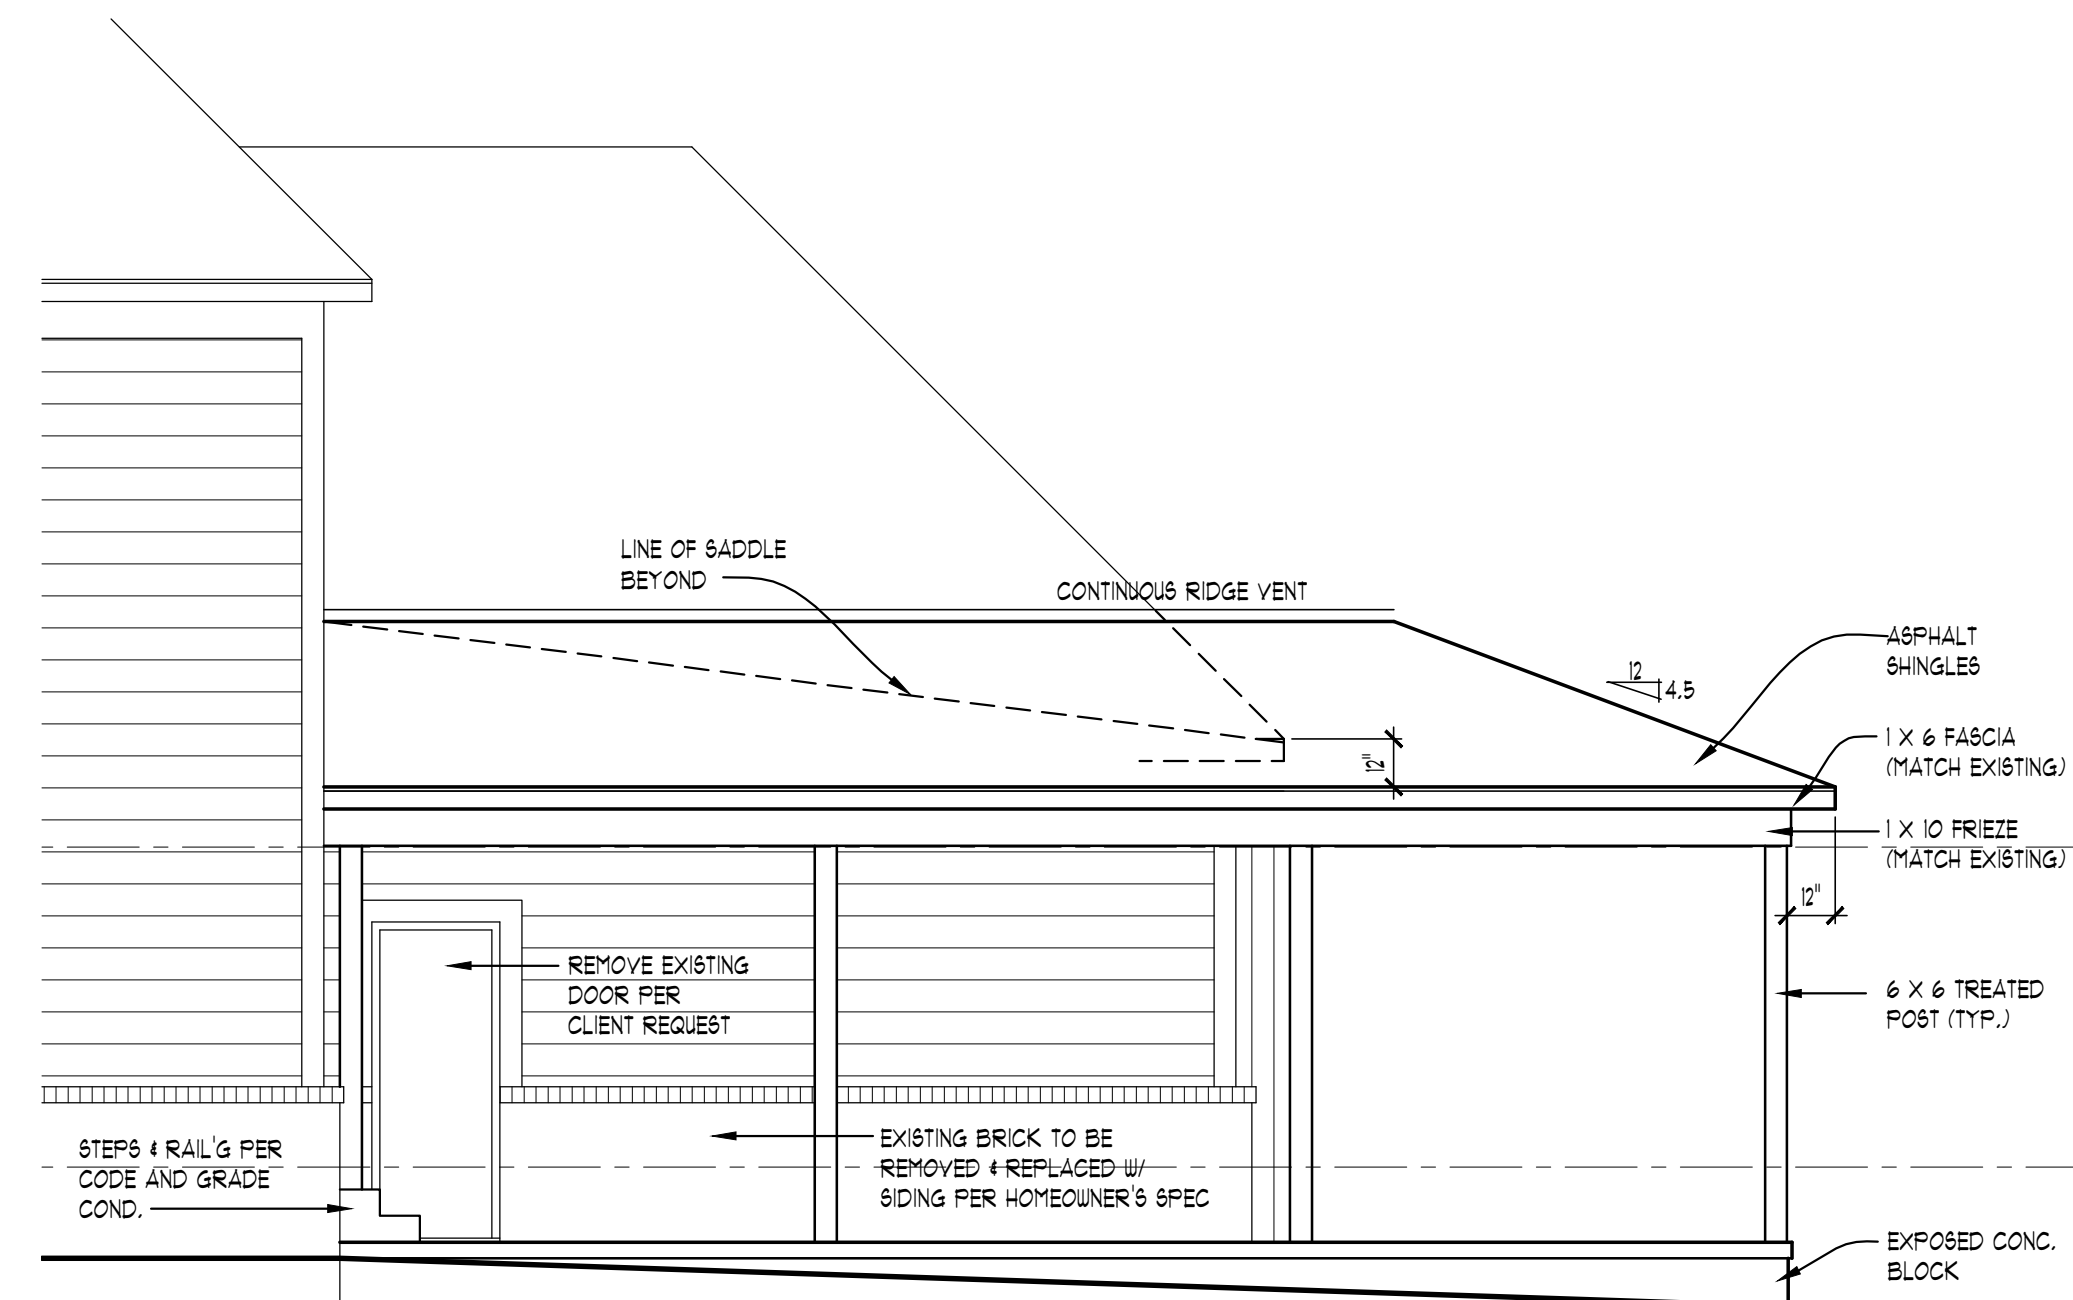 LINE OF SADDLE
BEYOND
CONTINUOUS RIDGE VENT
ASPHALT
SHINGLES
12
4.5
1 X 6 FASCIA
(MATCH EXISTING)
12"
1 X 10 FRIEZE
(MATCH EXISTING)
12"
REMOVE EXISTING
DOOR PER
CLIENT REQUEST
6 X 6 TREATED
POST (TYP.)
STEPS & RAIL'G PER
CODE AND GRADE
COND.
EXISTING BRICK TO BE
REMOVED & REPLACED W/
SIDING PER HOMEOWNER'S SPEC
EXPOSED CONC.
BLOCK